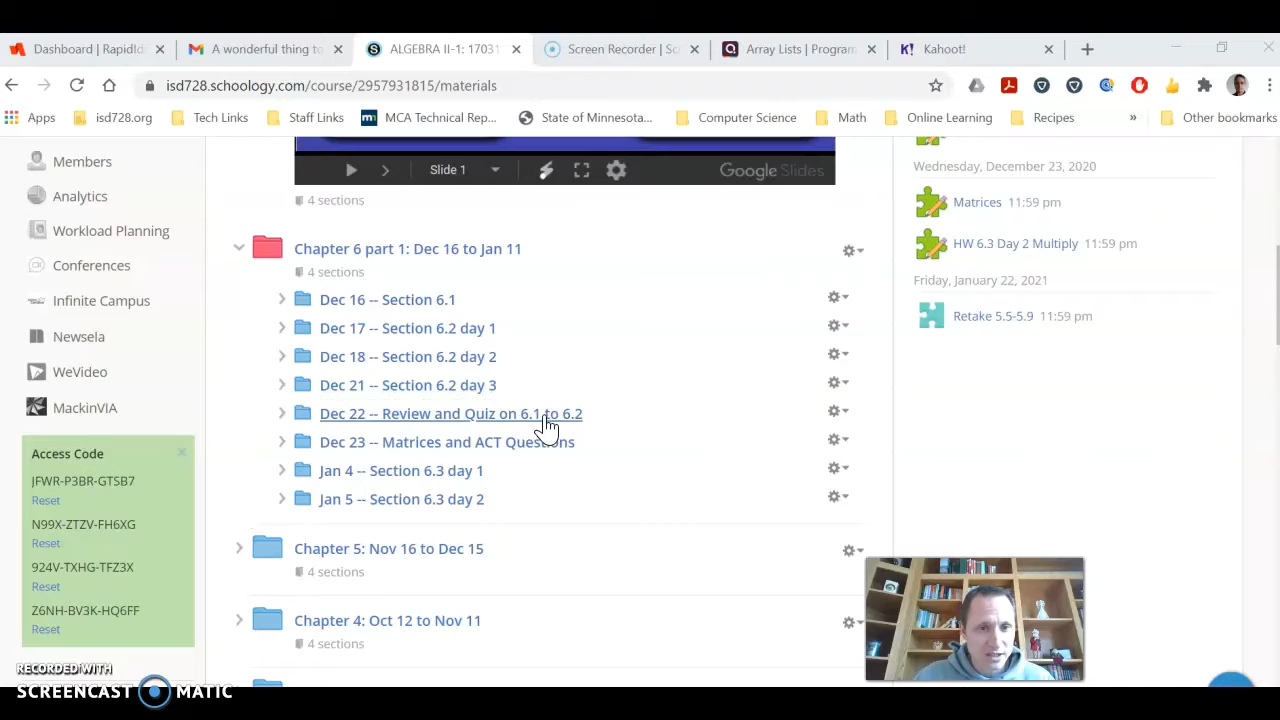 Dashboard | RapidId
A wonderful thing to
ALGEBRA II-1: 17031
Screen Recorder | Sc
Array Lists | Program
Kahoot!
isd728.schoology.com/course/2957931815/materials
Apps
isd728.org
Tech Links
Staff Links
MCA Technical Rep...
State of Minnesota...
Computer Science
Math
Online Learning
Recipes
»
Other bookmarks
Members
Analytics
Workload Planning
Conferences
Infinite Campus
Newsela
WeVideo
MackinVIA
Access Code
JFWR-P3BR-GTSB7
Reset
N99X-ZTZV-FH6XG
Reset
924V-TXHG-TFZ3X
Reset
Z6NH-BV3K-HQ6FF
Reset
RECORDED WITH
SCREENCAST MATIC
Slide 1
Google Slides
4 sections
Chapter 6 part 1: Dec 16 to Jan 11
4 sections
Dec 16 -- Section 6.1
Dec 17 -- Section 6.2 day 1
Dec 18 -- Section 6.2 day 2
Dec 21 -- Section 6.2 day 3
Dec 22 -- Review and Quiz on 6.1 to 6.2
Dec 23 -- Matrices and ACT Questions
Jan 4 -- Section 6.3 day 1
Jan 5 -- Section 6.3 day 2
Chapter 5: Nov 16 to Dec 15
4 sections
Chapter 4: Oct 12 to Nov 11
4 sections
Wednesday, December 23, 2020
Matrices 11:59 pm
HW 6.3 Day 2 Multiply 11:59 pm
Friday, January 22, 2021
Retake 5.5-5.9 11:59 pm